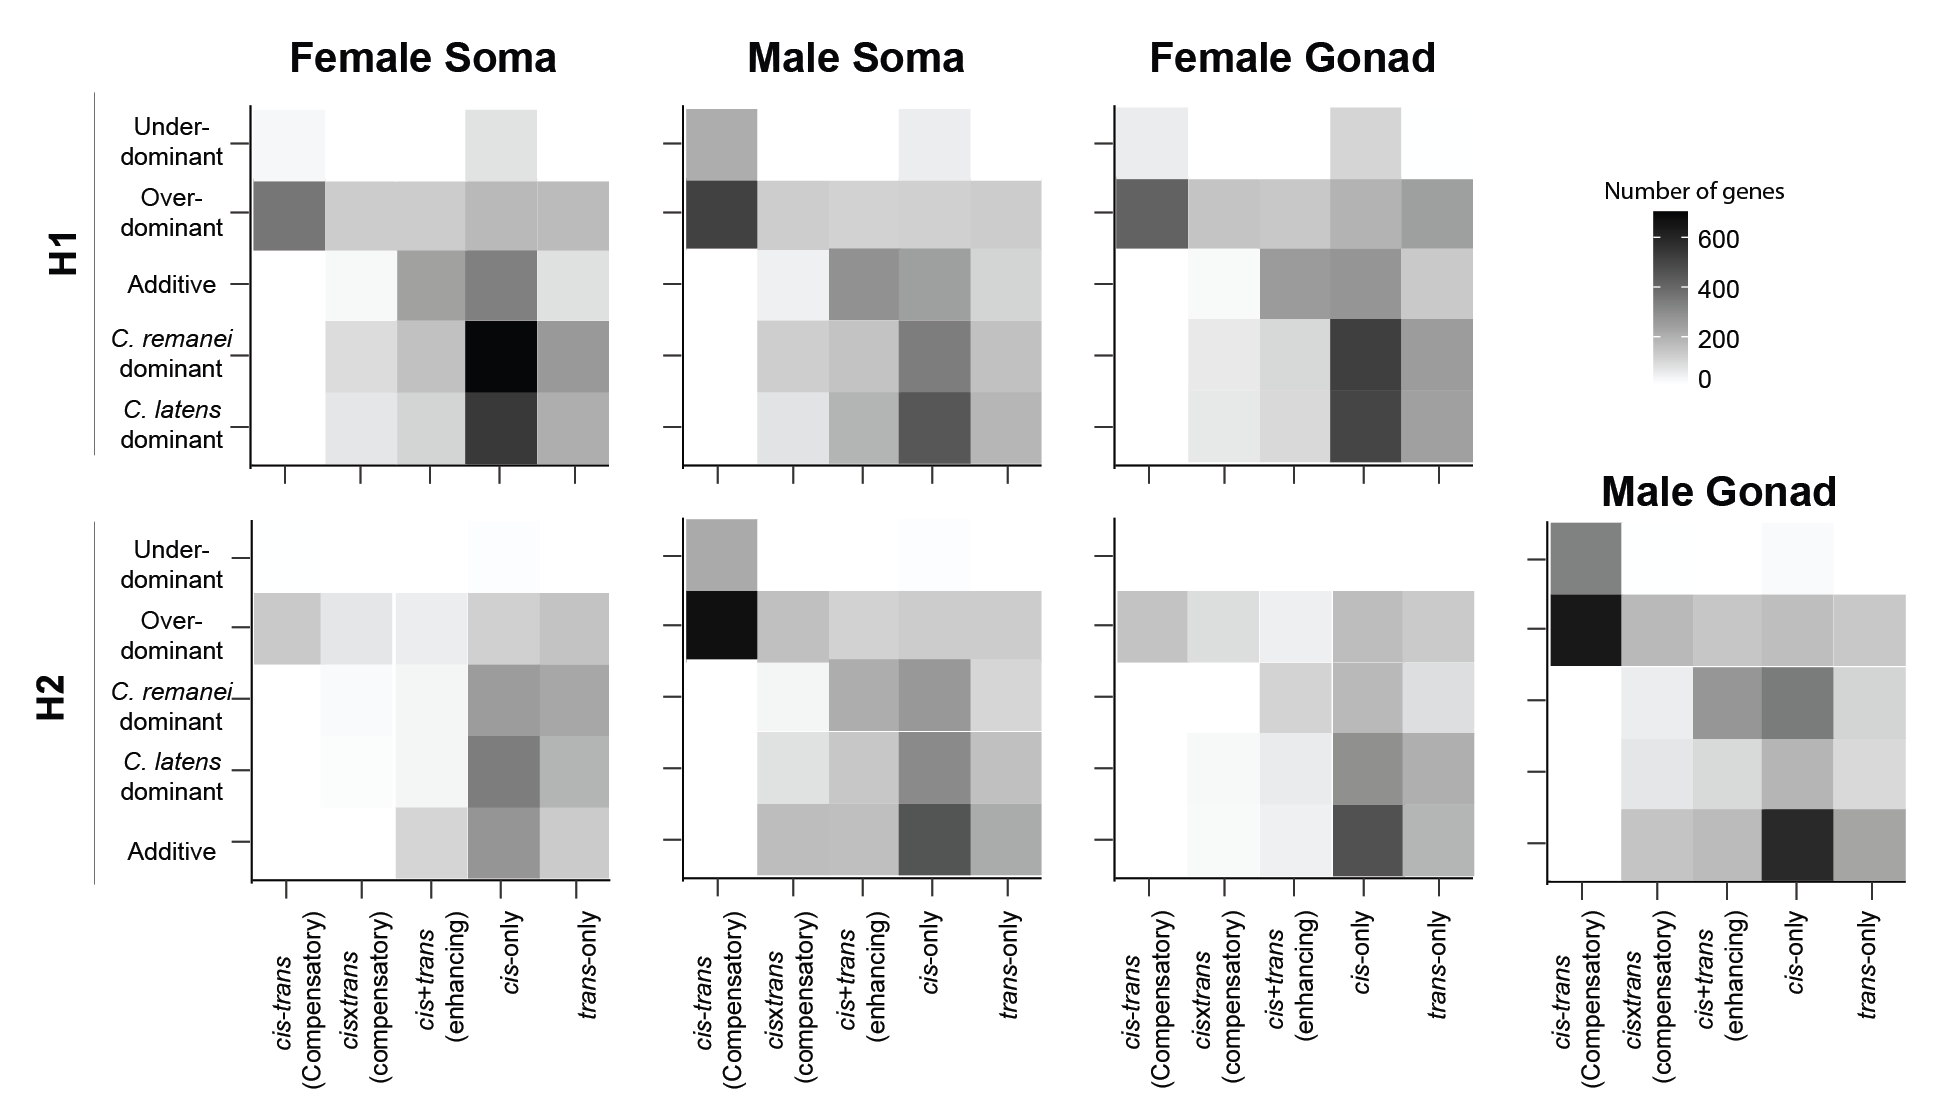 Female Soma
Male Soma
Female Gonad
H1
Under-
dominant
Over-
dominant
Additive
C. remanei
dominant
C. latens
dominant
Number of genes
600
400
200
0
Male Gonad
H2
Under-
dominant
Over-
dominant
C. remanei
dominant
C. latens
dominant
Additive
cis-trans
(Compensatory)
cisxtrans
(compensatory)
cis+trans
(enhancing)
cis-only
trans-only
cis-trans
(Compensatory)
cisxtrans
(compensatory)
cis+trans
(enhancing)
cis-only
trans-only
cis-trans
(Compensatory)
cisxtrans
(compensatory)
cis+trans
(enhancing)
cis-only
trans-only
cis-trans
(Compensatory)
cisxtrans
(compensatory)
cis+trans
(enhancing)
cis-only
trans-only